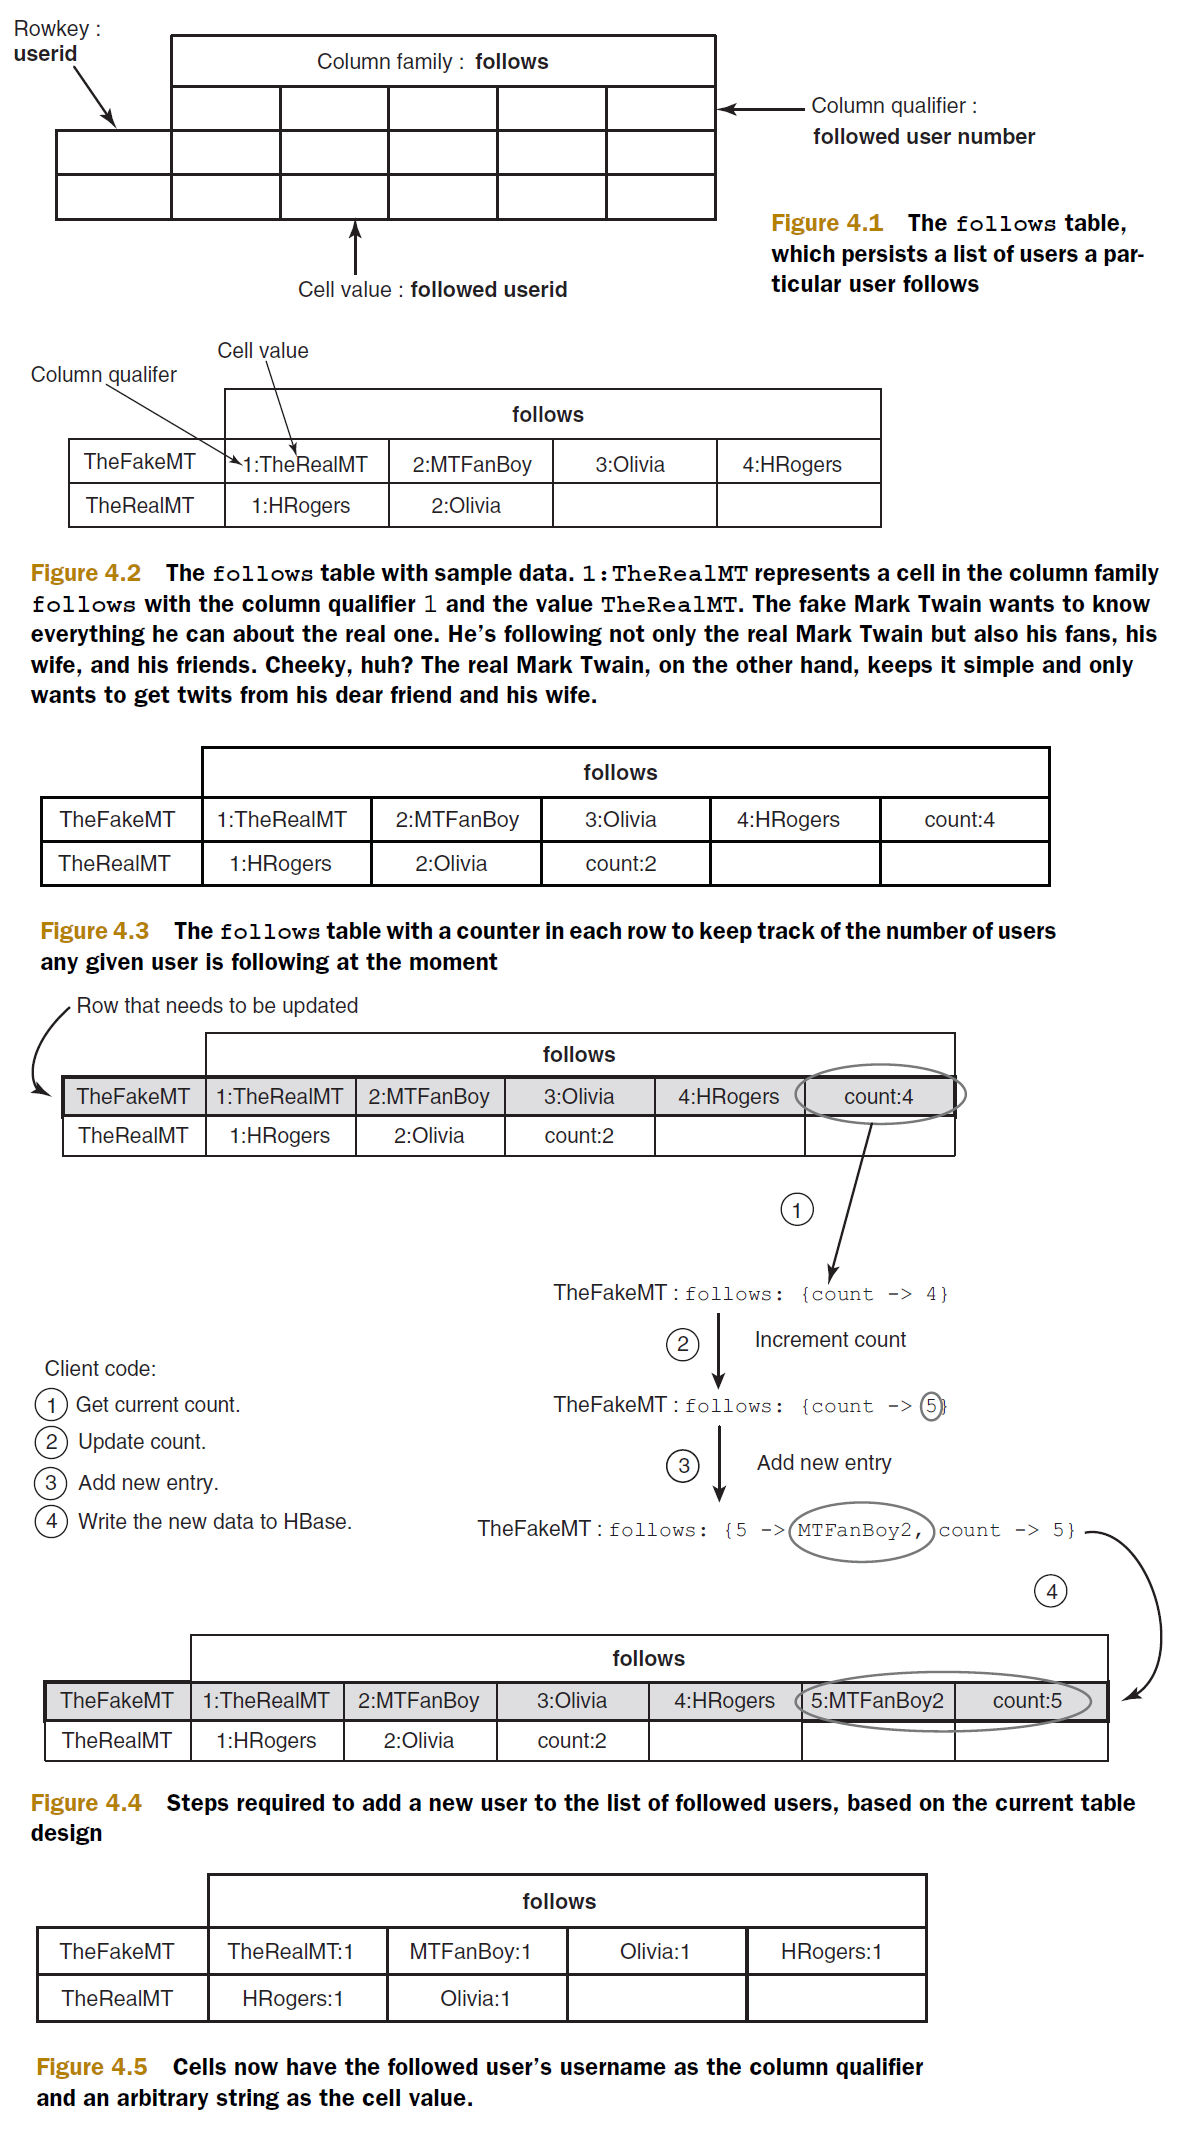 Rowkey :
userid
Column family : follows
Column qualifier :
followed user number
Figure 4.1 The follows table,
which persists a list of users a par-
ticular user follows
Cell value : followed userid
Cell value
Column qualifer
follows
TheFakeMT 1:TheRealMT 2:MTFanBoy 3:Olivia 4:HRogers
TheRealMT 1:HRogers 2:Olivia
Figure 4.2 The follows table with sample data. 1:TheRealMT represents a cell in the column family
follows with the column qualifier 1 and the value TheRealMT. The fake Mark Twain wants to know
everything he can about the real one. He’s following not only the real Mark Twain but also his fans, his
wife, and his friends. Cheeky, huh? The real Mark Twain, on the other hand, keeps it simple and only
wants to get twits from his dear friend and his wife.
follows
TheFakeMT 1:TheRealMT 2:MTFanBoy 3:Olivia 4:HRogers count:4
TheRealMT 1:HRogers 2:Olivia count:2
Figure 4.3 The follows table with a counter in each row to keep track of the number of users
any given user is following at the moment
Row that needs to be updated
follows
TheFakeMT 1:TheRealMT 2:MTFanBoy 3:Olivia 4:HRogers count:4
TheRealMT 1:HRogers 2:Olivia count:2
1
TheFakeMT : follows: {count -> 4}
2 Increment count
Client code:
1 Get current count.
2 Update count.
3 Add new entry.
4 Write the new data to HBase.
TheFakeMT : follows: {count -> 5}
3 Add new entry
TheFakeMT : follows: {5 -> MTFanBoy2, count -> 5}
4
follows
TheFakeMT 1:TheRealMT 2:MTFanBoy 3:Olivia 4:HRogers 5:MTFanBoy2 count:5
TheRealMT 1:HRogers 2:Olivia count:2
Figure 4.4 Steps required to add a new user to the list of followed users, based on the current table
design
follows
TheFakeMT TheRealMT:1 MTFanBoy:1 Olivia:1 HRogers:1
TheRealMT HRogers:1 Olivia:1
Figure 4.5 Cells now have the followed user’s username as the column qualifier
and an arbitrary string as the cell value.